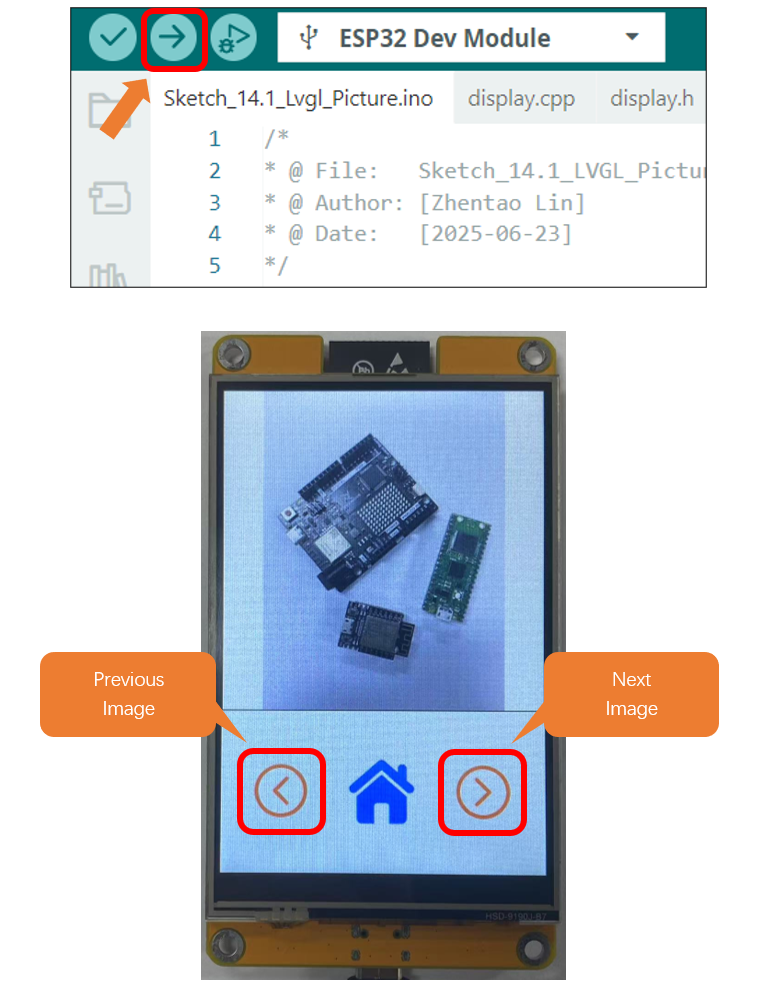 ESP32 Dev Module
Sketch_14.1_Lvgl_Picture.ino display.cpp display.h
1 /*
2 * @ File: Sketch_14.1_LVGL_Pictur
3 * @ Author: [Zhentao Lin]
4 * @ Date: [2025-06-23]
5 */
Previous
Image
Next
Image
HSD-9190J-B7